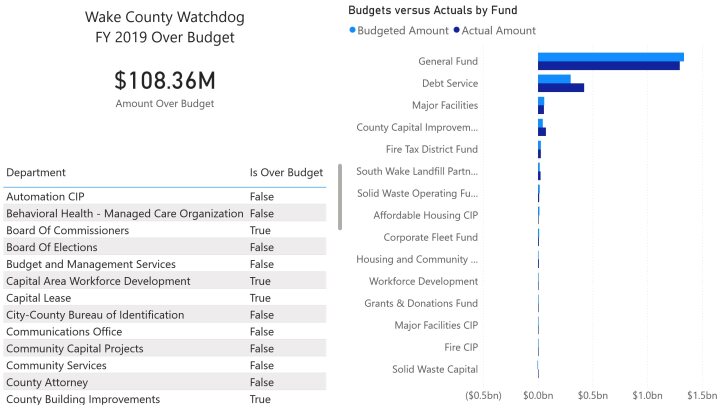 Wake County Watchdog
FY 2019 Over Budget
$108.36M
Amount Over Budget
Department Is Over Budget
Automation CIP False
Behavioral Health - Managed Care Organization False
Board Of Commissioners True
Board Of Elections False
Budget and Management Services False
Capital Area Workforce Development True
Capital Lease True
City-County Bureau of Identification False
Communications Office False
Community Capital Projects False
Community Services False
County Attorney False
County Building Improvements True
Budgets versus Actuals by Fund
Budgeted Amount Actual Amount
General Fund
Debt Service
Major Facilities
County Capital Improvem...
Fire Tax District Fund
South Wake Landfill Partn...
Solid Waste Operating Fu...
Affordable Housing CIP
Corporate Fleet Fund
Housing and Community ...
Workforce Development
Grants & Donations Fund
Major Facilities CIP
Fire CIP
Solid Waste Capital
($0.5bn) $0.0bn $0.5bn $1.0bn $1.5bn